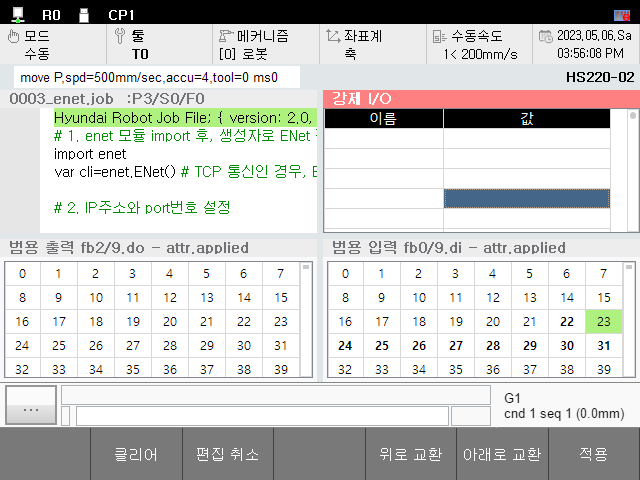 R0 CP1
모드 수동
툴 T0
메커니즘 [0] 로봇
좌표계 축
수동속도 1< 200mm/s
2023,05,06,Sa 03:56:08 PM
move P,spd=500mm/sec,accu=4,tool=0 ms0
HS220-02
0003_enet.job :P3/S0/F0
Hyundai Robot Job File; { version: 2,0,
# 1. enet 모듈 import 후, 생성자로 ENet
import enet
var cli=enet.ENet() # TCP 통신인 경우, E
# 2. IP주소와 port번호 설정
강제 I/O
이름 값
범용 출력 fb2/9.do - attr.applied
0 1 2 3 4 5 6 7
8 9 10 11 12 13 14 15
16 17 18 19 20 21 22 23
24 25 26 27 28 29 30 31
32 33 34 35 36 37 38 39
범용 입력 fb0/9.di - attr.applied
0 1 2 3 4 5 6 7
8 9 10 11 12 13 14 15
16 17 18 19 20 21 22 23
24 25 26 27 28 29 30 31
32 33 34 35 36 37 38 39
...
G1
cnd 1 seq 1 (0.0mm)
클리어 편집 취소 위로 교환 아래로 교환 적용